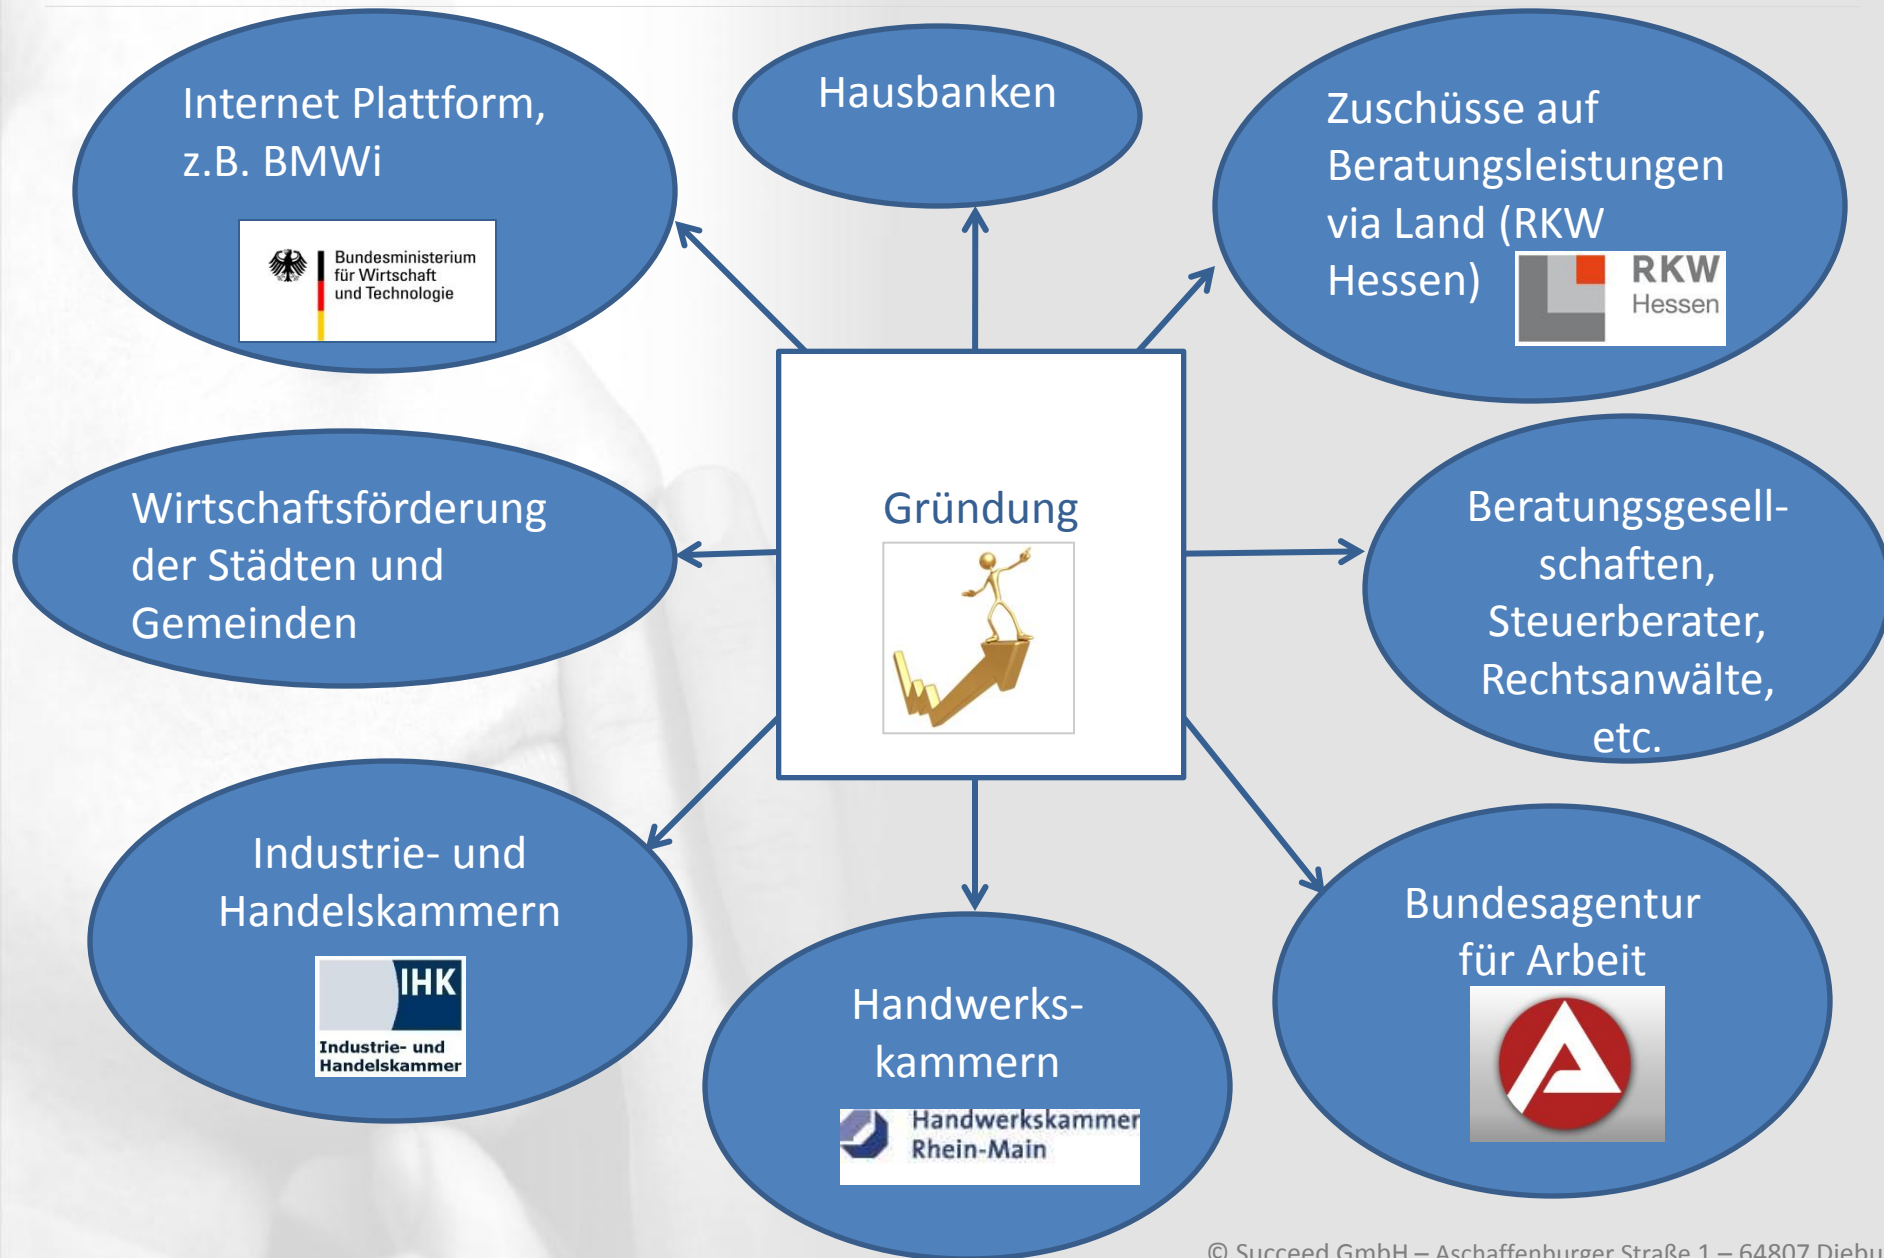 Internet Plattform,
z.B. BMWi
Bundesministerium
für Wirtschaft
und Technologie
Hausbanken
Zuschüsse auf
Beratungsleistungen
via Land (RKW
Hessen)
RKW
Hessen
Wirtschaftsförderung
der Städten und
Gemeinden
Gründung
Beratungsgesell-
schaften,
Steuerberater,
Rechtsanwälte,
etc.
Industrie- und
Handelskammern
IHK
Industrie- und
Handelskammer
Handwerks-
kammern
Handwerkskammer
Rhein-Main
Bundesagentur
für Arbeit
© Succeed GmbH – Aschaffenburger Straße 1 – 64807 Diebu